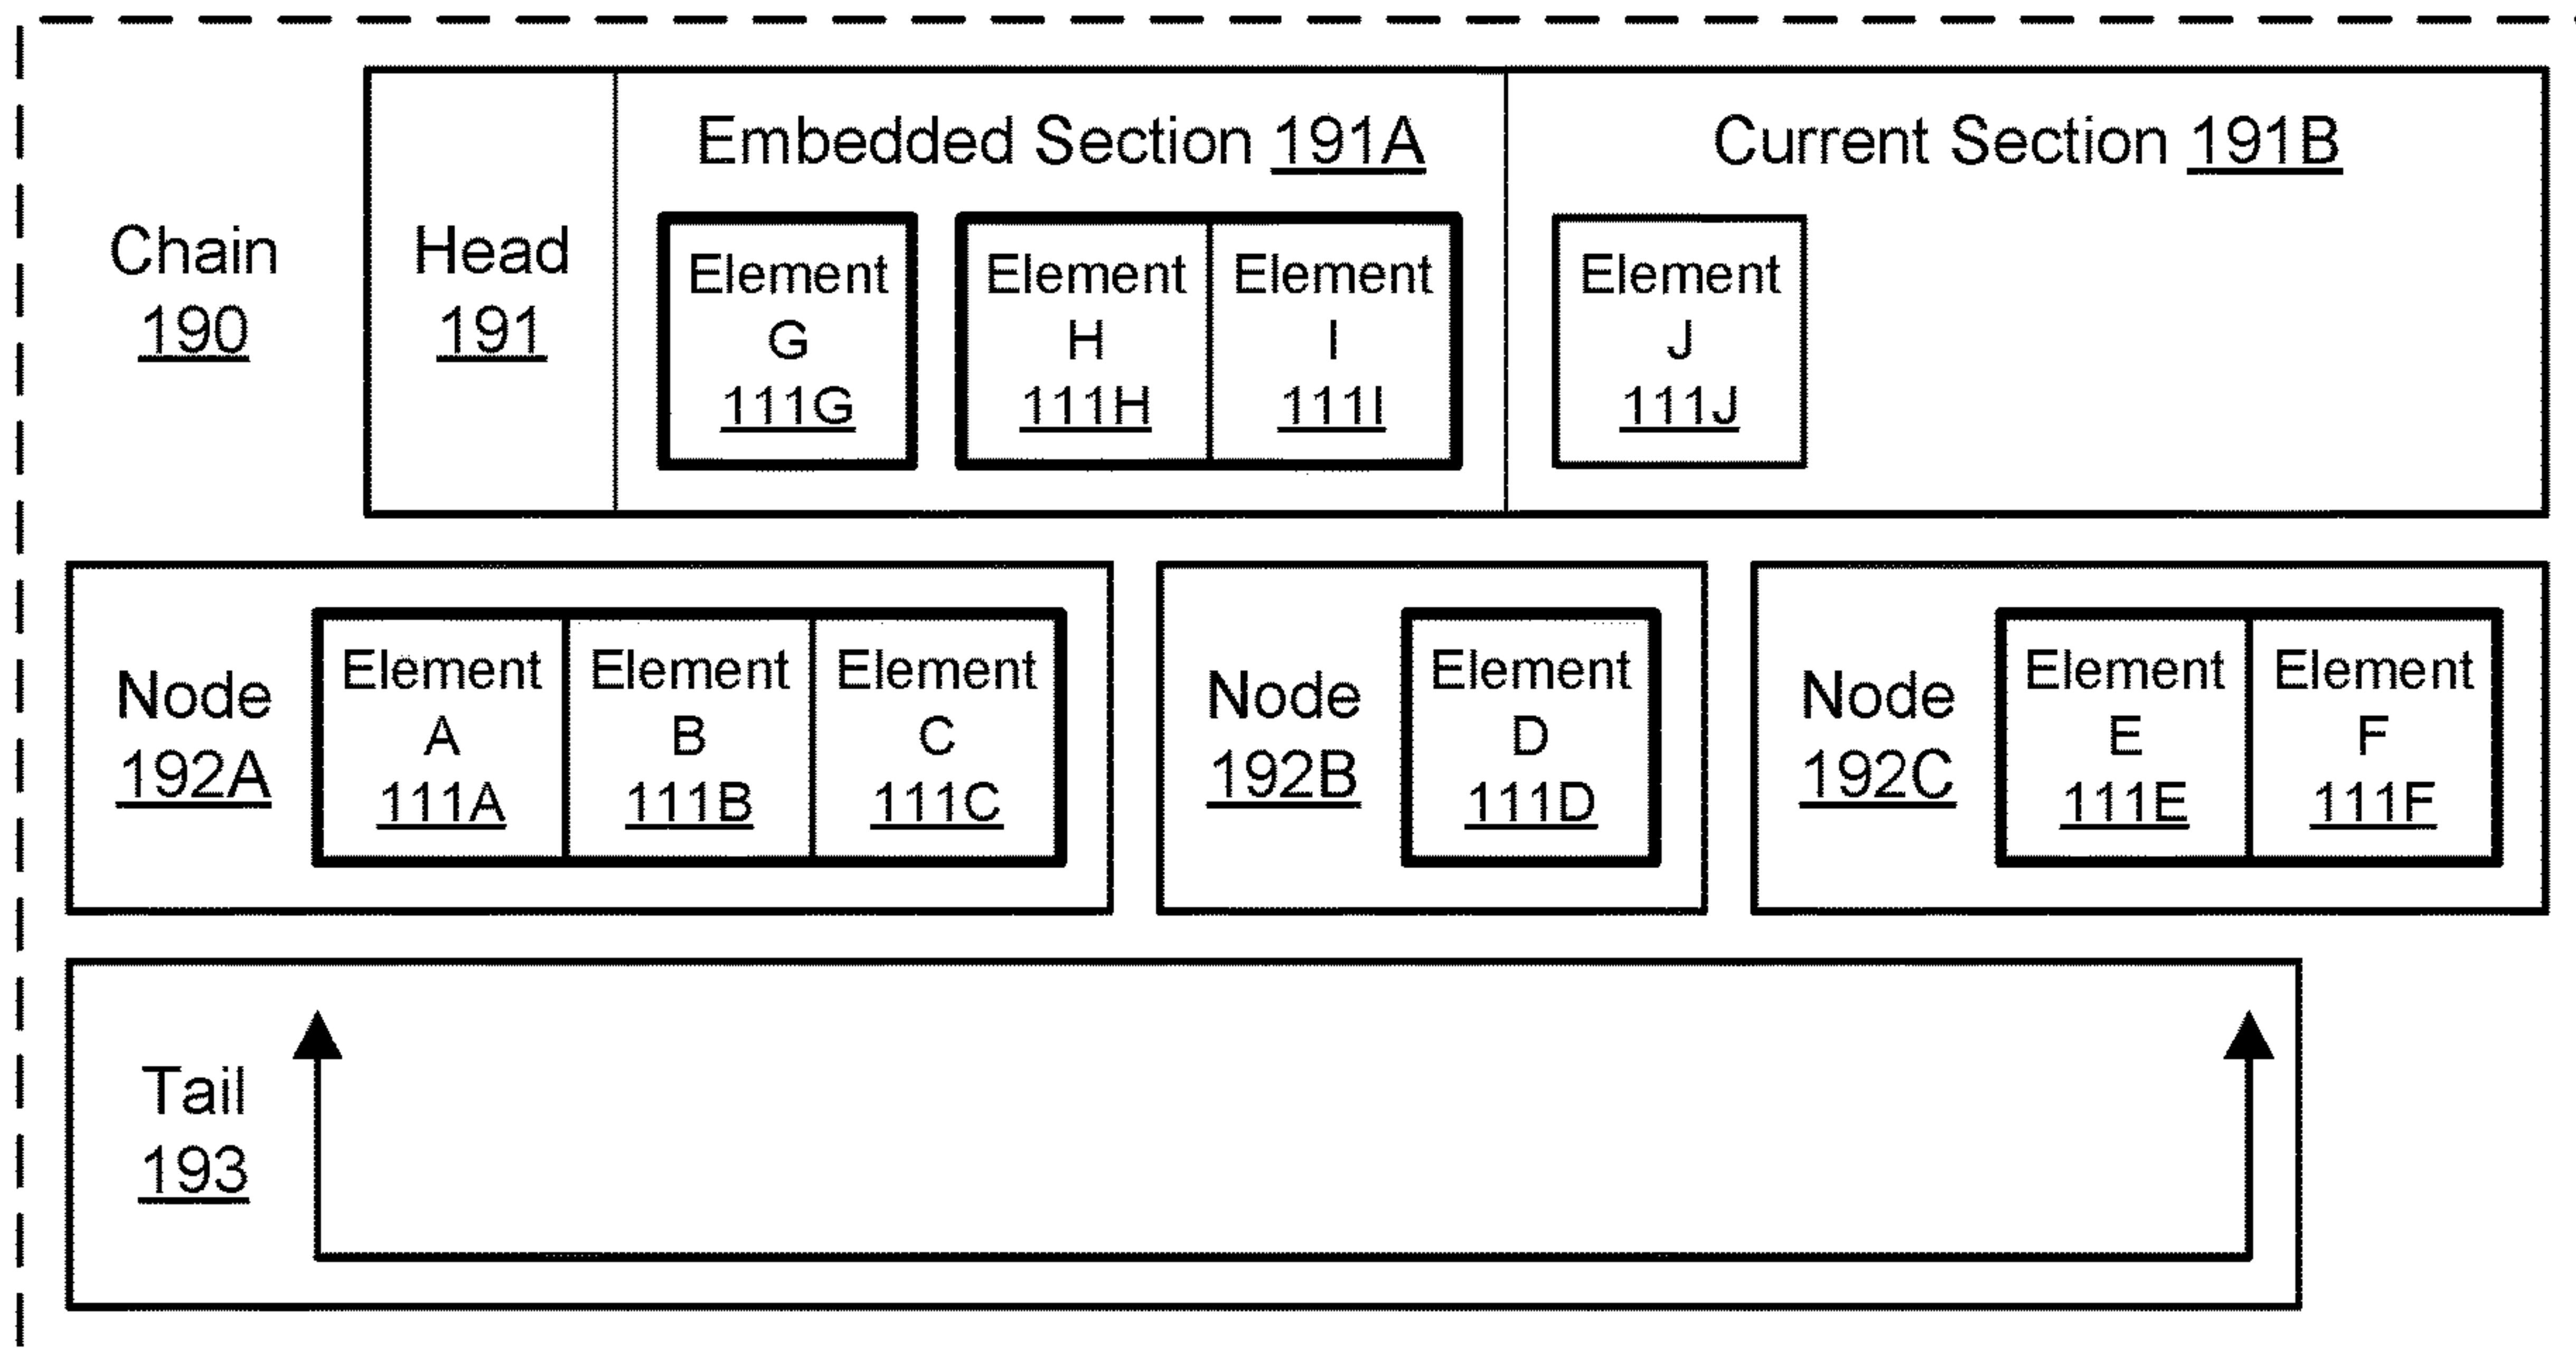 Chain
190
Head
191
Embedded Section 191A
Element
G
111G
Element
H
111H
Element
I
111I
Current Section 191B
Element
J
111J
Node
192A
Element
A
111A
Element
B
111B
Element
C
111C
Node
192B
Element
D
111D
Node
192C
Element
E
111E
Element
F
111F
Tail
193